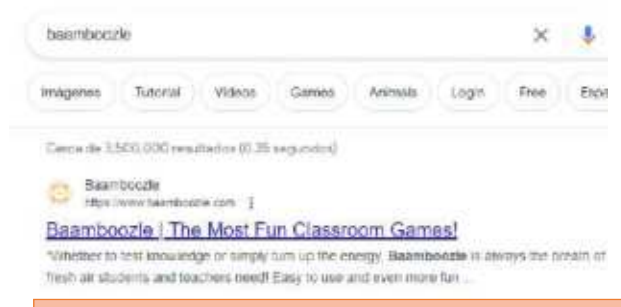 baamboozle
Imágenes Tutorial Videos Games Animals Login Free Espa
Cerca de 3,500,000 resultados (0.35 segundos)
Baamboozle
https://www.baamboozle.com
Baamboozle | The Most Fun Classroom Games!
"Whether to test knowledge or simply turn up the energy, Baamboozle is always the breath of
fresh air students and teachers need! Easy to use and even more fun ...